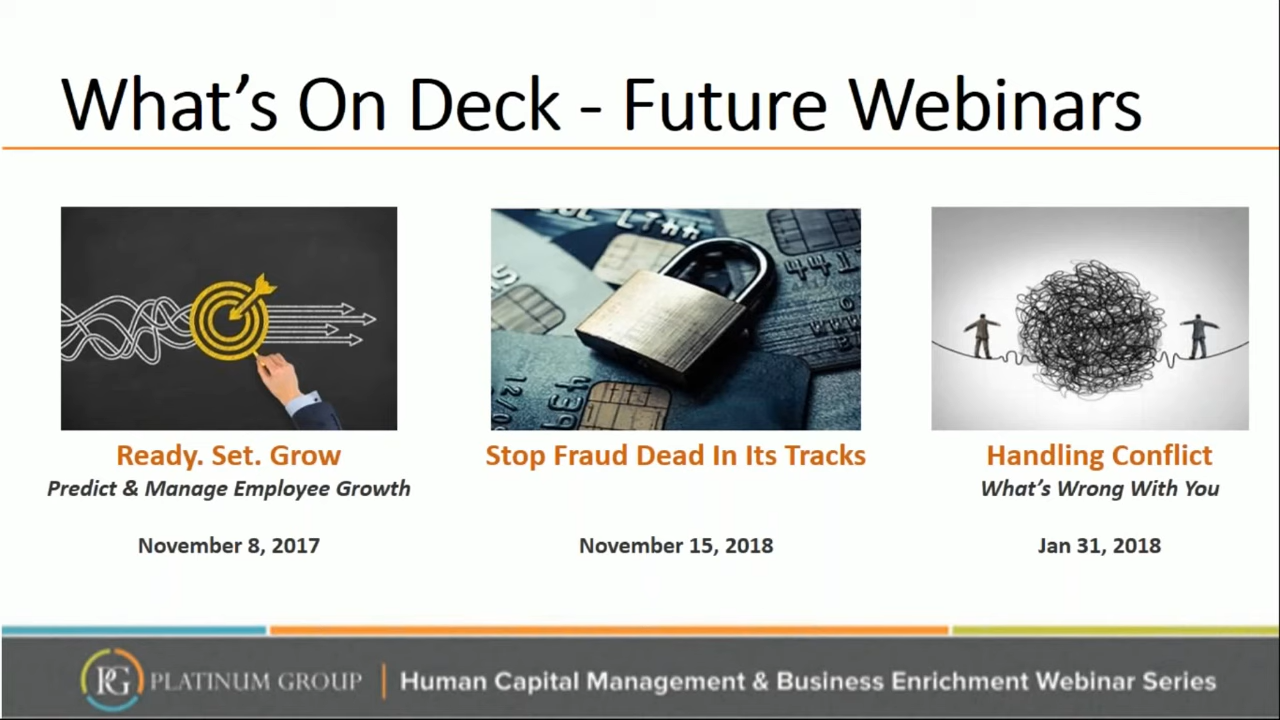 What's On Deck - Future Webinars
Ready. Set. Grow
Predict & Manage Employee Growth
November 8, 2017
Stop Fraud Dead In Its Tracks
November 15, 2018
Handling Conflict
What's Wrong With You
Jan 31, 2018
PG PLATINUM GROUP | Human Capital Management & Business Enrichment Webinar Series